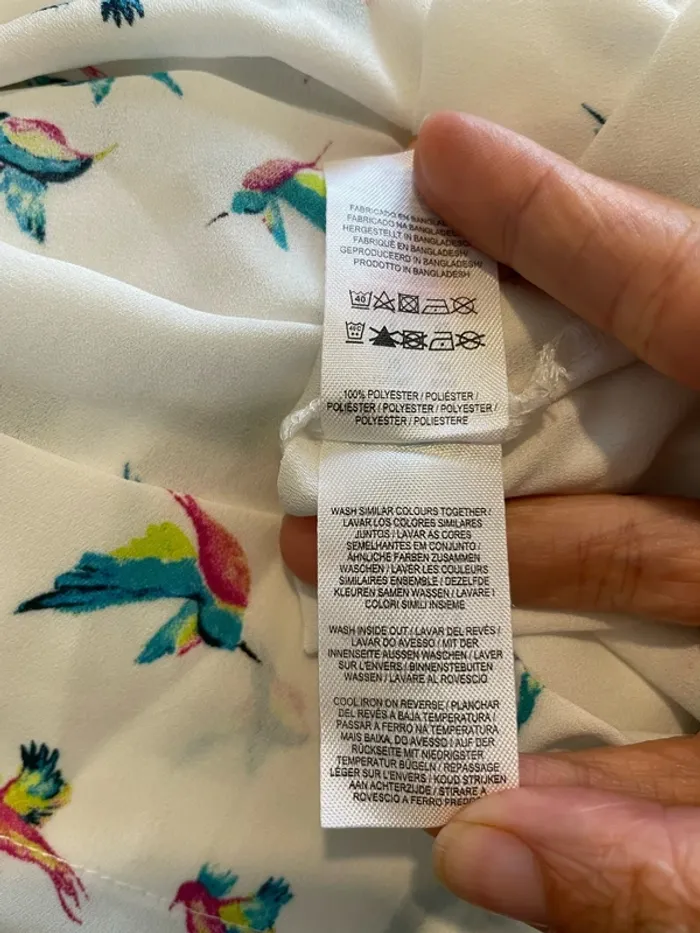 FABRICADO EN
FABRICADO NA BANGLADES
HERGESTELLT IN BANGLADESCH/
FABRIQUÉ EN BANGLADESH/
GEPRODUCEERD IN BANGLADESH/
PRODOTTO IN BANGLADESH
40
40C
100% POLYESTER / POLIÉSTER /
POLIÉSTER / POLYESTER / POLYESTER /
POLYESTER / POLIESTERE
WASH SIMILAR COLOURS TOGETHER /
LAVAR LOS COLORES SIMILARES
JUNTOS / LAVAR AS CORES
SEMELHANTES EM CONJUNTO /
ÄHNLICHE FARBEN ZUSAMMEN
WASCHEN / LAVER LES COULEURS
SIMILAIRES ENSEMBLE / DEZELFDE
KLEUREN SAMEN WASSEN / LAVARE I
COLORI SIMILI INSIEME
WASH INSIDE OUT / LAVAR DEL REVÉS /
LAVAR DO AVESSO / MIT DER
INNENSEITE AUSSEN WASCHEN / LAVER
SUR L'ENVERS / BINNENSTEBUITEN
WASSEN / LAVARE AL ROVESCIO
COOL IRON ON REVERSE / PLANCHAR
DEL REVÉS A BAJA TEMPERATURA /
PASSAR A FERRO NA TEMPERATURA
MAIS BAIXA, DO AVESSO / AUF DER
RÜCKSEITE MIT NIEDRIGSTER
TEMPERATUR BÜGELN / REPASSAGE
LÉGER SUR L'ENVERS / KOUD STRIJKEN
AAN ACHTERZIJDE / STIRARE A
ROVESCIO A FERRO